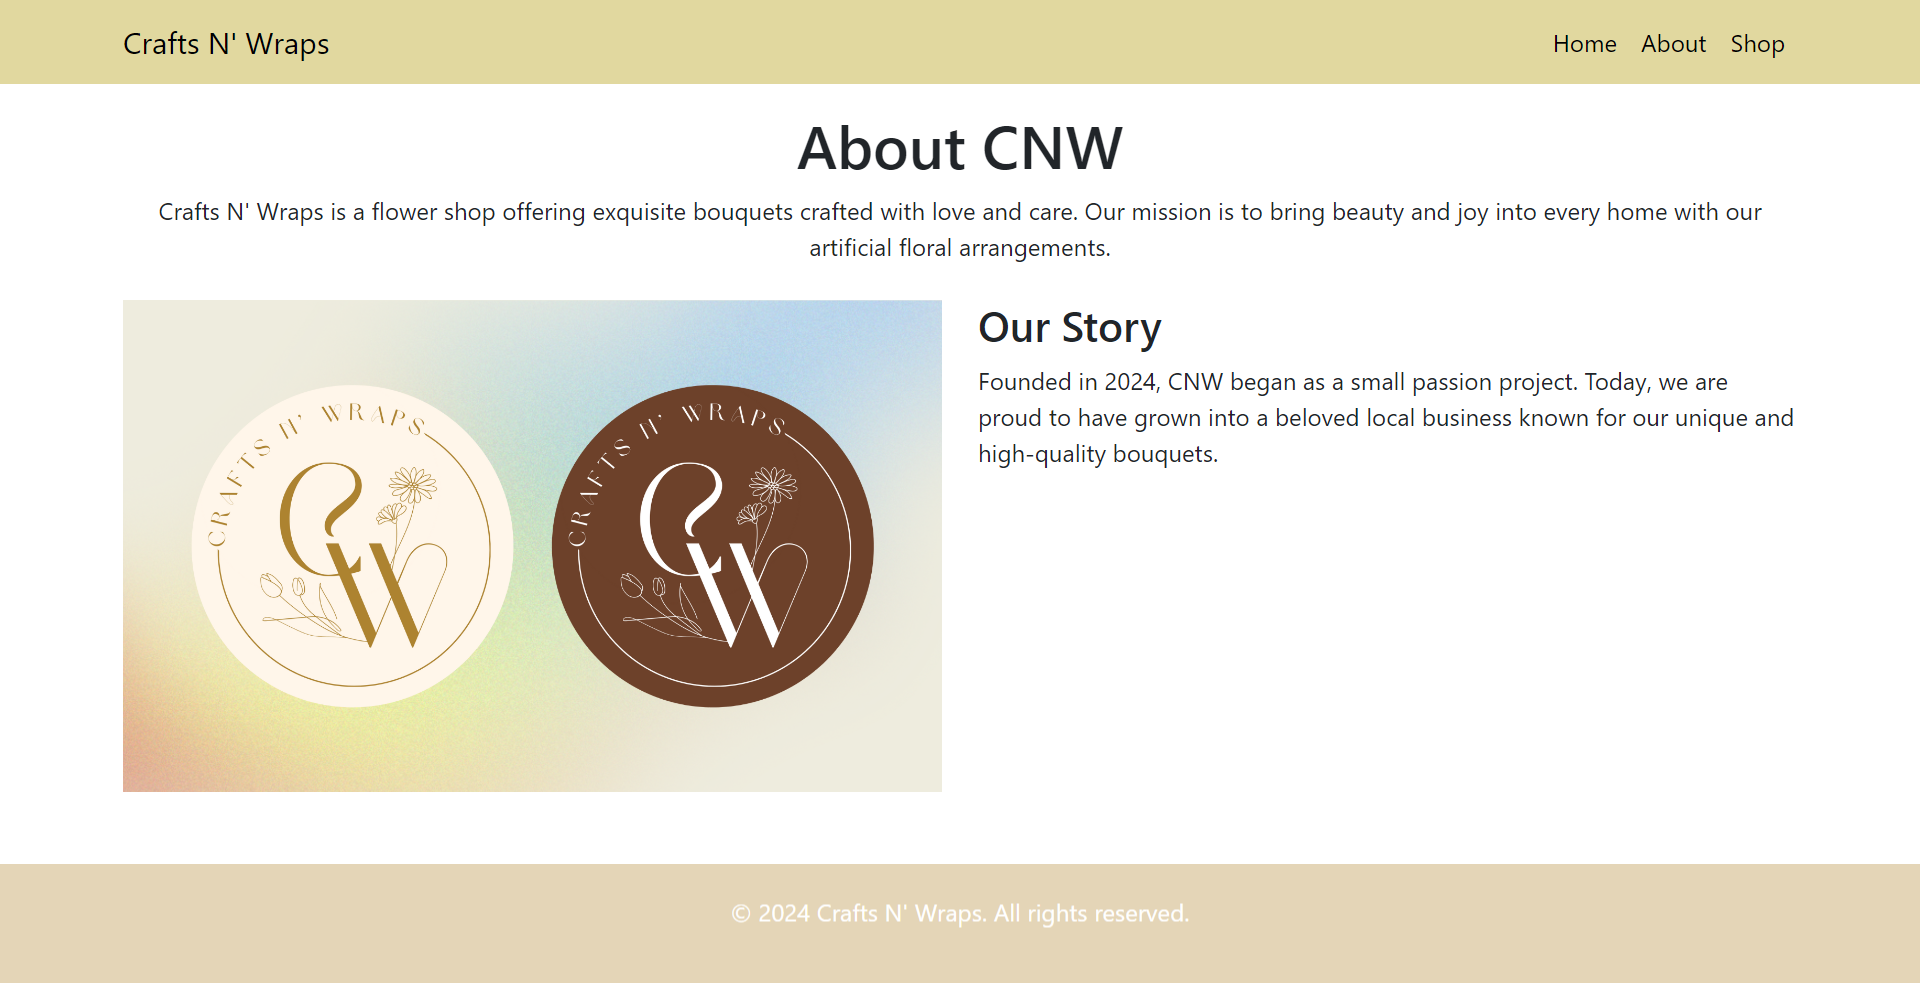 Crafts N' Wraps
Home About Shop
About CNW
Crafts N' Wraps is a flower shop offering exquisite bouquets crafted with love and care. Our mission is to bring beauty and joy into every home with our
artificial floral arrangements.
CRAFTS N' WRAPS
CW
CRAFTS N' WRAPS
CW
Our Story
Founded in 2024, CNW began as a small passion project. Today, we are
proud to have grown into a beloved local business known for our unique and
high-quality bouquets.
© 2024 Crafts N' Wraps. All rights reserved.